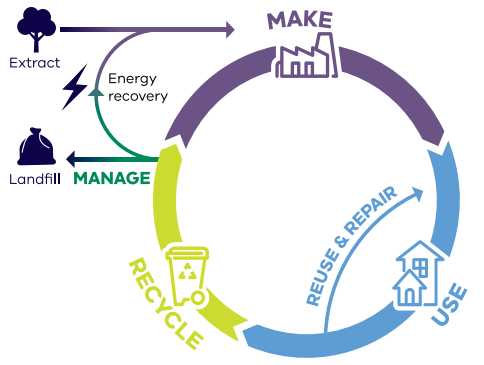 MAKE
Extract
Energy
recovery
Landfill
MANAGE
REUSE & REPAIR
RECYCLE
USE